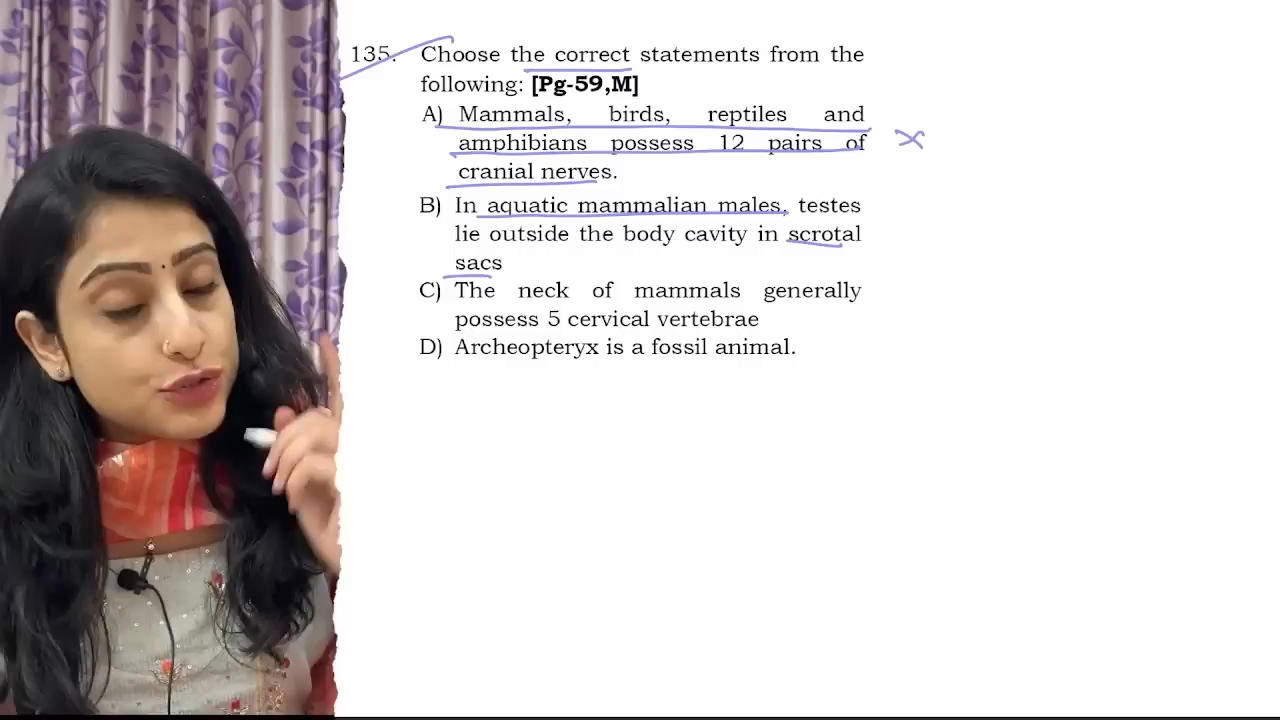 135. Choose the correct statements from the
following: [Pg-59,M]
A) Mammals, birds, reptiles and
amphibians possess 12 pairs of
cranial nerves.
B) In aquatic mammalian males, testes
lie outside the body cavity in scrotal
sacs
C) The neck of mammals generally
possess 5 cervical vertebrae
D) Archeopteryx is a fossil animal.